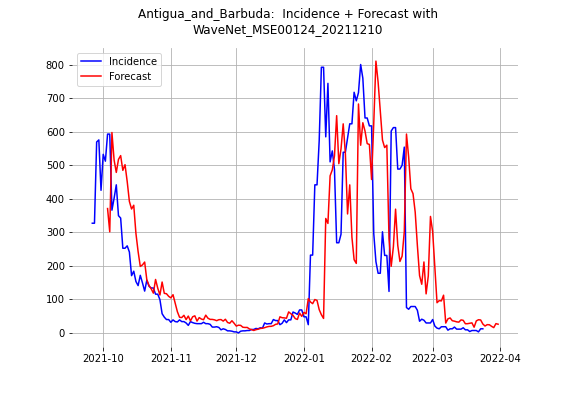 Antigua_and_Barbuda:  Incidence + Forecast with
WaveNet_MSE00124_20211210
Incidence
Forecast
800
700
600
500
400
300
200
100
0
2021-10 2021-11 2021-12 2022-01 2022-02 2022-03 2022-04